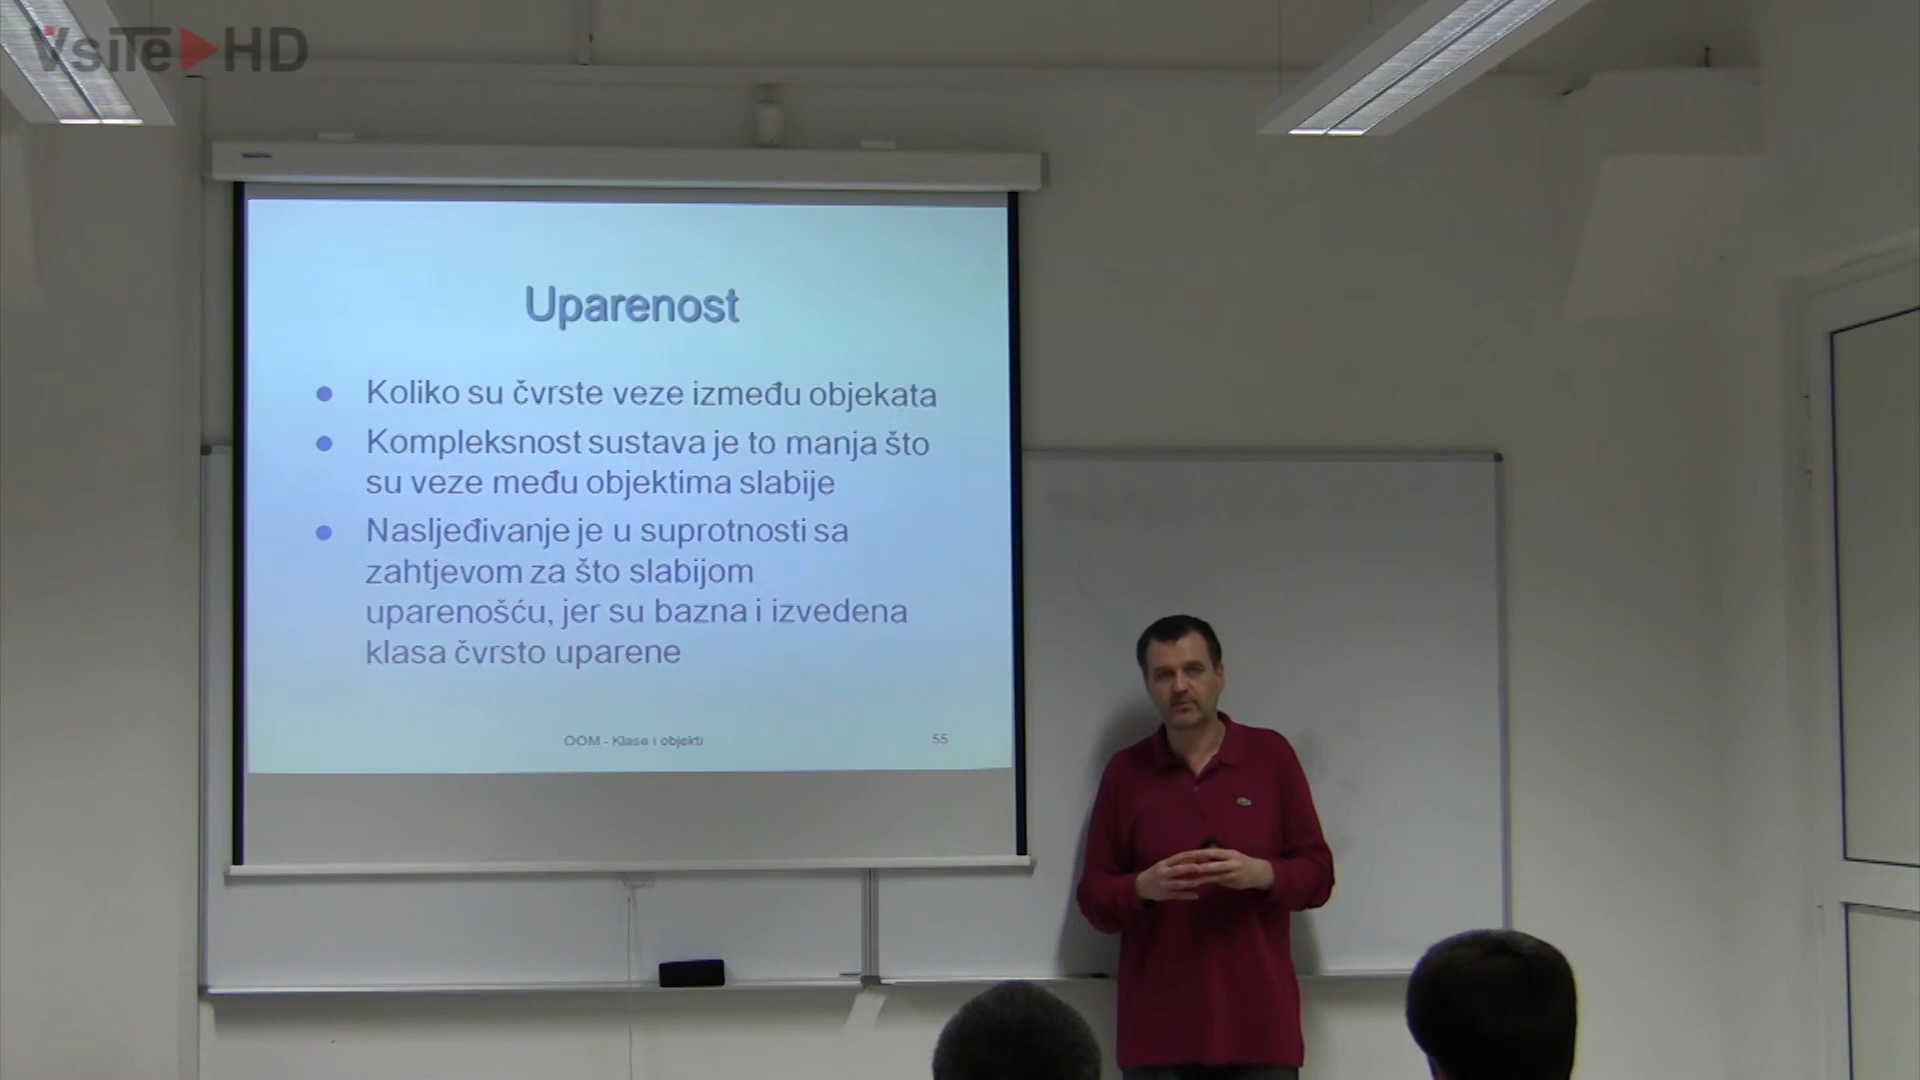 VsiTe HD
Uparenost
Koliko su čvrste veze između objekata
Kompleksnost sustava je to manja što
su veze među objektima slabije
Nasljeđivanje je u suprotnosti sa
zahtjevom za što slabijom
uparenošću, jer su bazna i izvedena
klasa čvrsto uparene
OOM - Klase i objekti
55